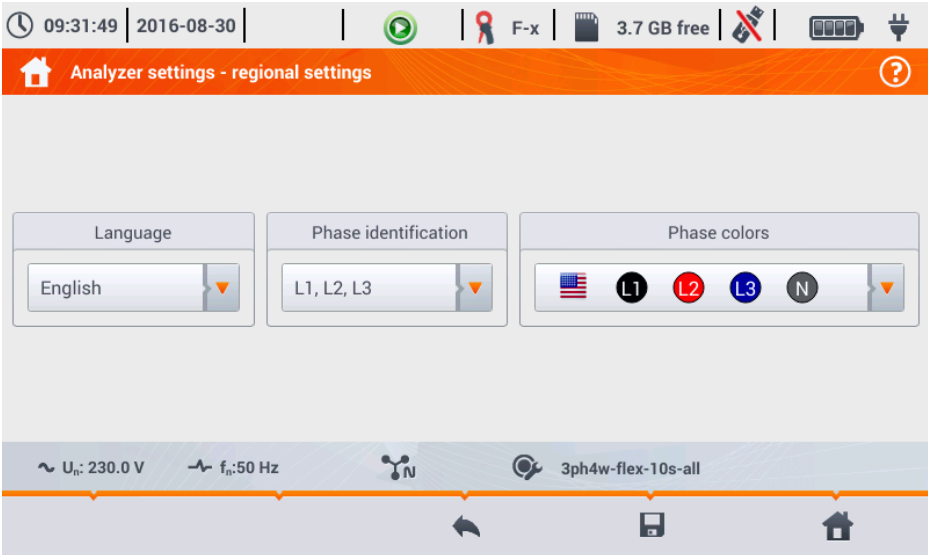 09:31:49 2016-08-30 F-x 3.7 GB free
Analyzer settings - regional settings ?
Language Phase identification Phase colors
English L1, L2, L3 L1 L2 L3 N
Un: 230.0 V fn:50 Hz N 3ph4w-flex-10s-all